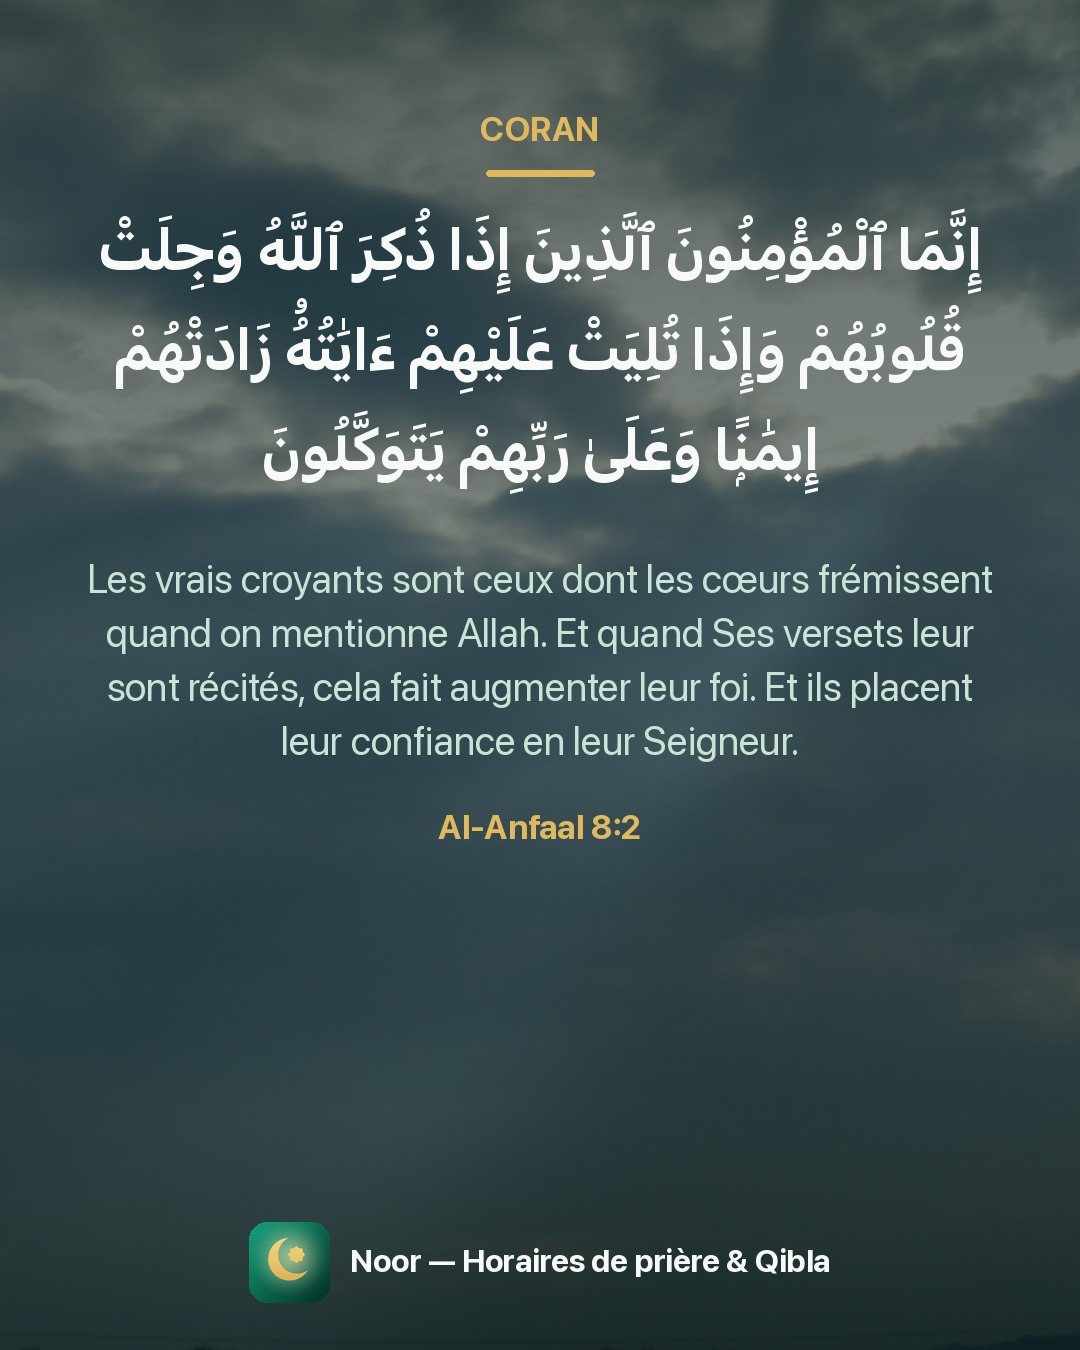 CORAN
إِنَّمَا ٱلْمُؤْمِنُونَ ٱلَّذِينَ إِذَا ذُكِرَ ٱللَّهُ وَجِلَتْ
قُلُوبُهُمْ وَإِذَا تُلِيَتْ عَلَيْهِمْ ءَايَٰتُهُۥ زَادَتْهُمْ
إِيمَٰنًۭا وَعَلَىٰ رَبِّهِمْ يَتَوَكَّلُونَ
Les vrais croyants sont ceux dont les cœurs frémissent
quand on mentionne Allah. Et quand Ses versets leur
sont récités, cela fait augmenter leur foi. Et ils placent
leur confiance en leur Seigneur.
Al-Anfaal 8:2
Noor — Horaires de prière & Qibla